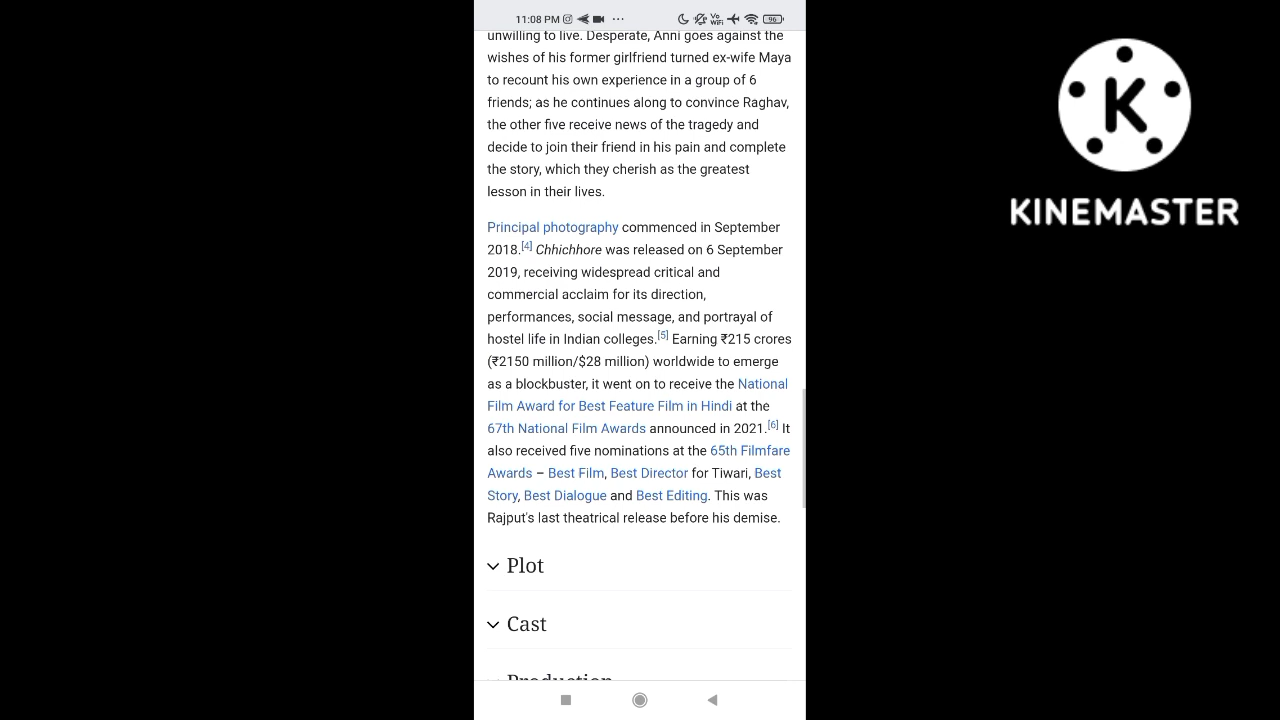 11:08 PM
Vo WiFi
96
unwilling to live. Desperate, Anni goes against the
wishes of his former girlfriend turned ex-wife Maya
to recount his own experience in a group of 6
friends; as he continues along to convince Raghav,
the other five receive news of the tragedy and
decide to join their friend in his pain and complete
the story, which they cherish as the greatest
lesson in their lives.
Principal photography commenced in September
2018.[4] Chhichhore was released on 6 September
2019, receiving widespread critical and
commercial acclaim for its direction,
performances, social message, and portrayal of
hostel life in Indian colleges.[5] Earning ₹215 crores
(₹2150 million/$28 million) worldwide to emerge
as a blockbuster, it went on to receive the National
Film Award for Best Feature Film in Hindi at the
67th National Film Awards announced in 2021.[6] It
also received five nominations at the 65th Filmfare
Awards – Best Film, Best Director for Tiwari, Best
Story, Best Dialogue and Best Editing. This was
Rajput's last theatrical release before his demise.
Plot
Cast
Production
K
KINEMASTER